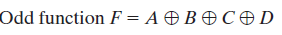 Odd function F = A ⊕ B ⊕ C ⊕ D